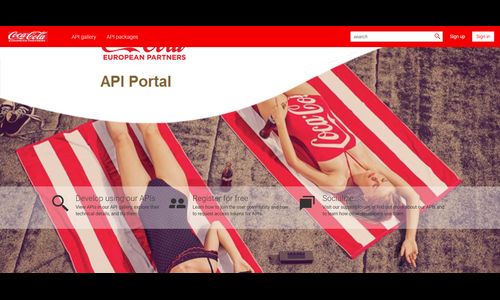 Coca-Cola
EUROPEAN PARTNERS
API gallery
API packages
search
Sign up
Sign in
Cola
EUROPEAN PARTNERS
API Portal
Coca-Cola
Develop using our APIs
View APIs in our API gallery, explore their
technical details, and try them.
Register for free
Learn how to join the user community and how
to request access tokens for APIs.
Socialize
Visit our support forum to find out more about our APIs and
to learn how other developers use them.